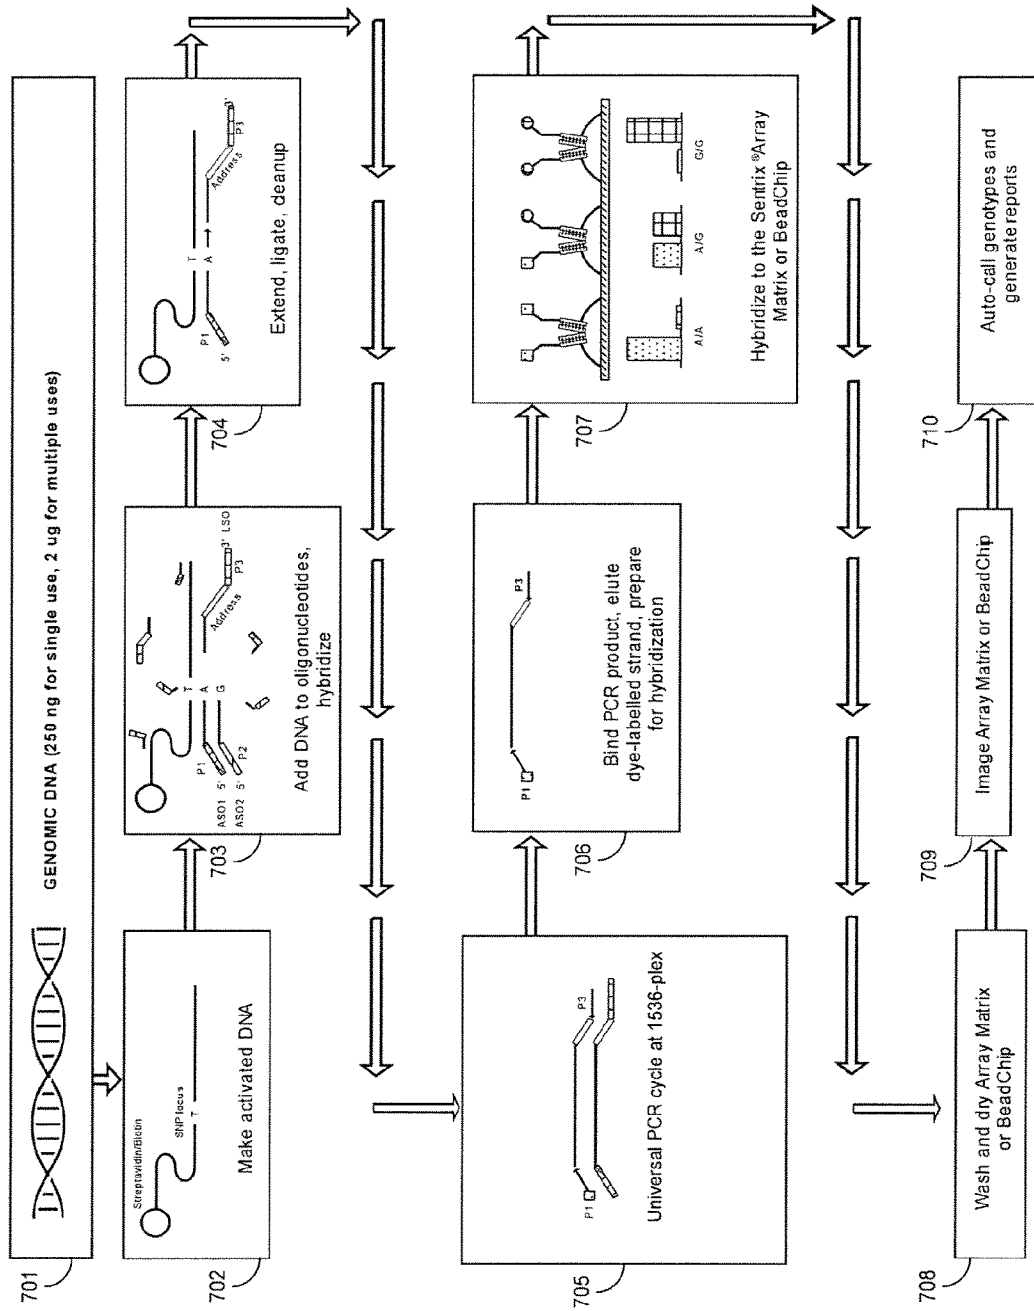 701
GENOMIC DNA (250 ng for single use, 2 ug for multiple uses)
702
Streptavidin/Biotin
SNP locus
T
Make activated DNA
703
T
A
G
P1
P2
ASO1 5'
ASO2 5'
Address
P3
3' LSO
Add DNA to oligonucleotides,
hybridize
704
T
A
P1
5'
Address
P3
3'
Extend, ligate, cleanup
705
P1
P3
Universal PCR cycle at 1536-plex
706
P1
P3
Bind PCR product, elute
dye-labelled strand, prepare
for hybridization
707
A/A
A/G
G/G
Hybridize to the Sentrix ®Array
Matrix or BeadChip
708
Wash and dry Array Matrix
or BeadChip
709
Image Array Matrix or BeadChip
710
Auto-call genotypes and
generate reports